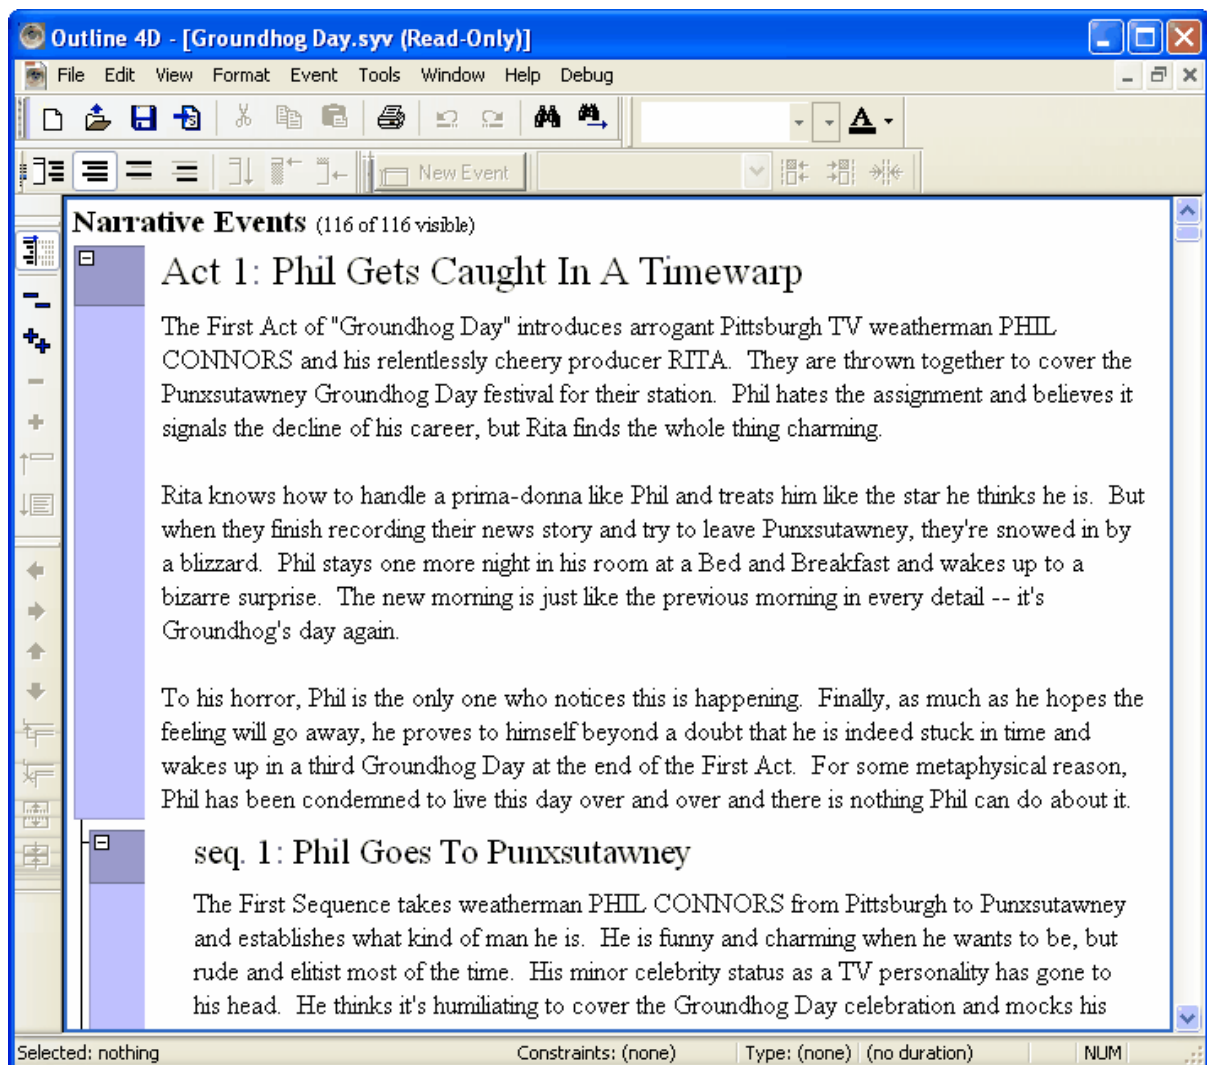 Outline 4D - [Groundhog Day.syv (Read-Only)]
File Edit View Format Event Tools Window Help Debug
A
New Event
Narrative Events (116 of 116 visible)
Act 1: Phil Gets Caught In A Timewarp
The First Act of "Groundhog Day" introduces arrogant Pittsburgh TV weatherman PHIL
CONNORS and his relentlessly cheery producer RITA.  They are thrown together to cover the
Punxsutawney Groundhog Day festival for their station.  Phil hates the assignment and believes it
signals the decline of his career, but Rita finds the whole thing charming.
Rita knows how to handle a prima-donna like Phil and treats him like the star he thinks he is.  But
when they finish recording their news story and try to leave Punxsutawney, they're snowed in by
a blizzard.  Phil stays one more night in his room at a Bed and Breakfast and wakes up to a
bizarre surprise.  The new morning is just like the previous morning in every detail -- it's
Groundhog's day again.
To his horror, Phil is the only one who notices this is happening.  Finally, as much as he hopes the
feeling will go away, he proves to himself beyond a doubt that he is indeed stuck in time and
wakes up in a third Groundhog Day at the end of the First Act.  For some metaphysical reason,
Phil has been condemned to live this day over and over and there is nothing Phil can do about it.
seq. 1: Phil Goes To Punxsutawney
The First Sequence takes weatherman PHIL CONNORS from Pittsburgh to Punxsutawney
and establishes what kind of man he is.  He is funny and charming when he wants to be, but
rude and elitist most of the time.  His minor celebrity status as a TV personality has gone to
his head.  He thinks it's humiliating to cover the Groundhog Day celebration and mocks his
Selected: nothing Constraints: (none) Type: (none) (no duration) NUM